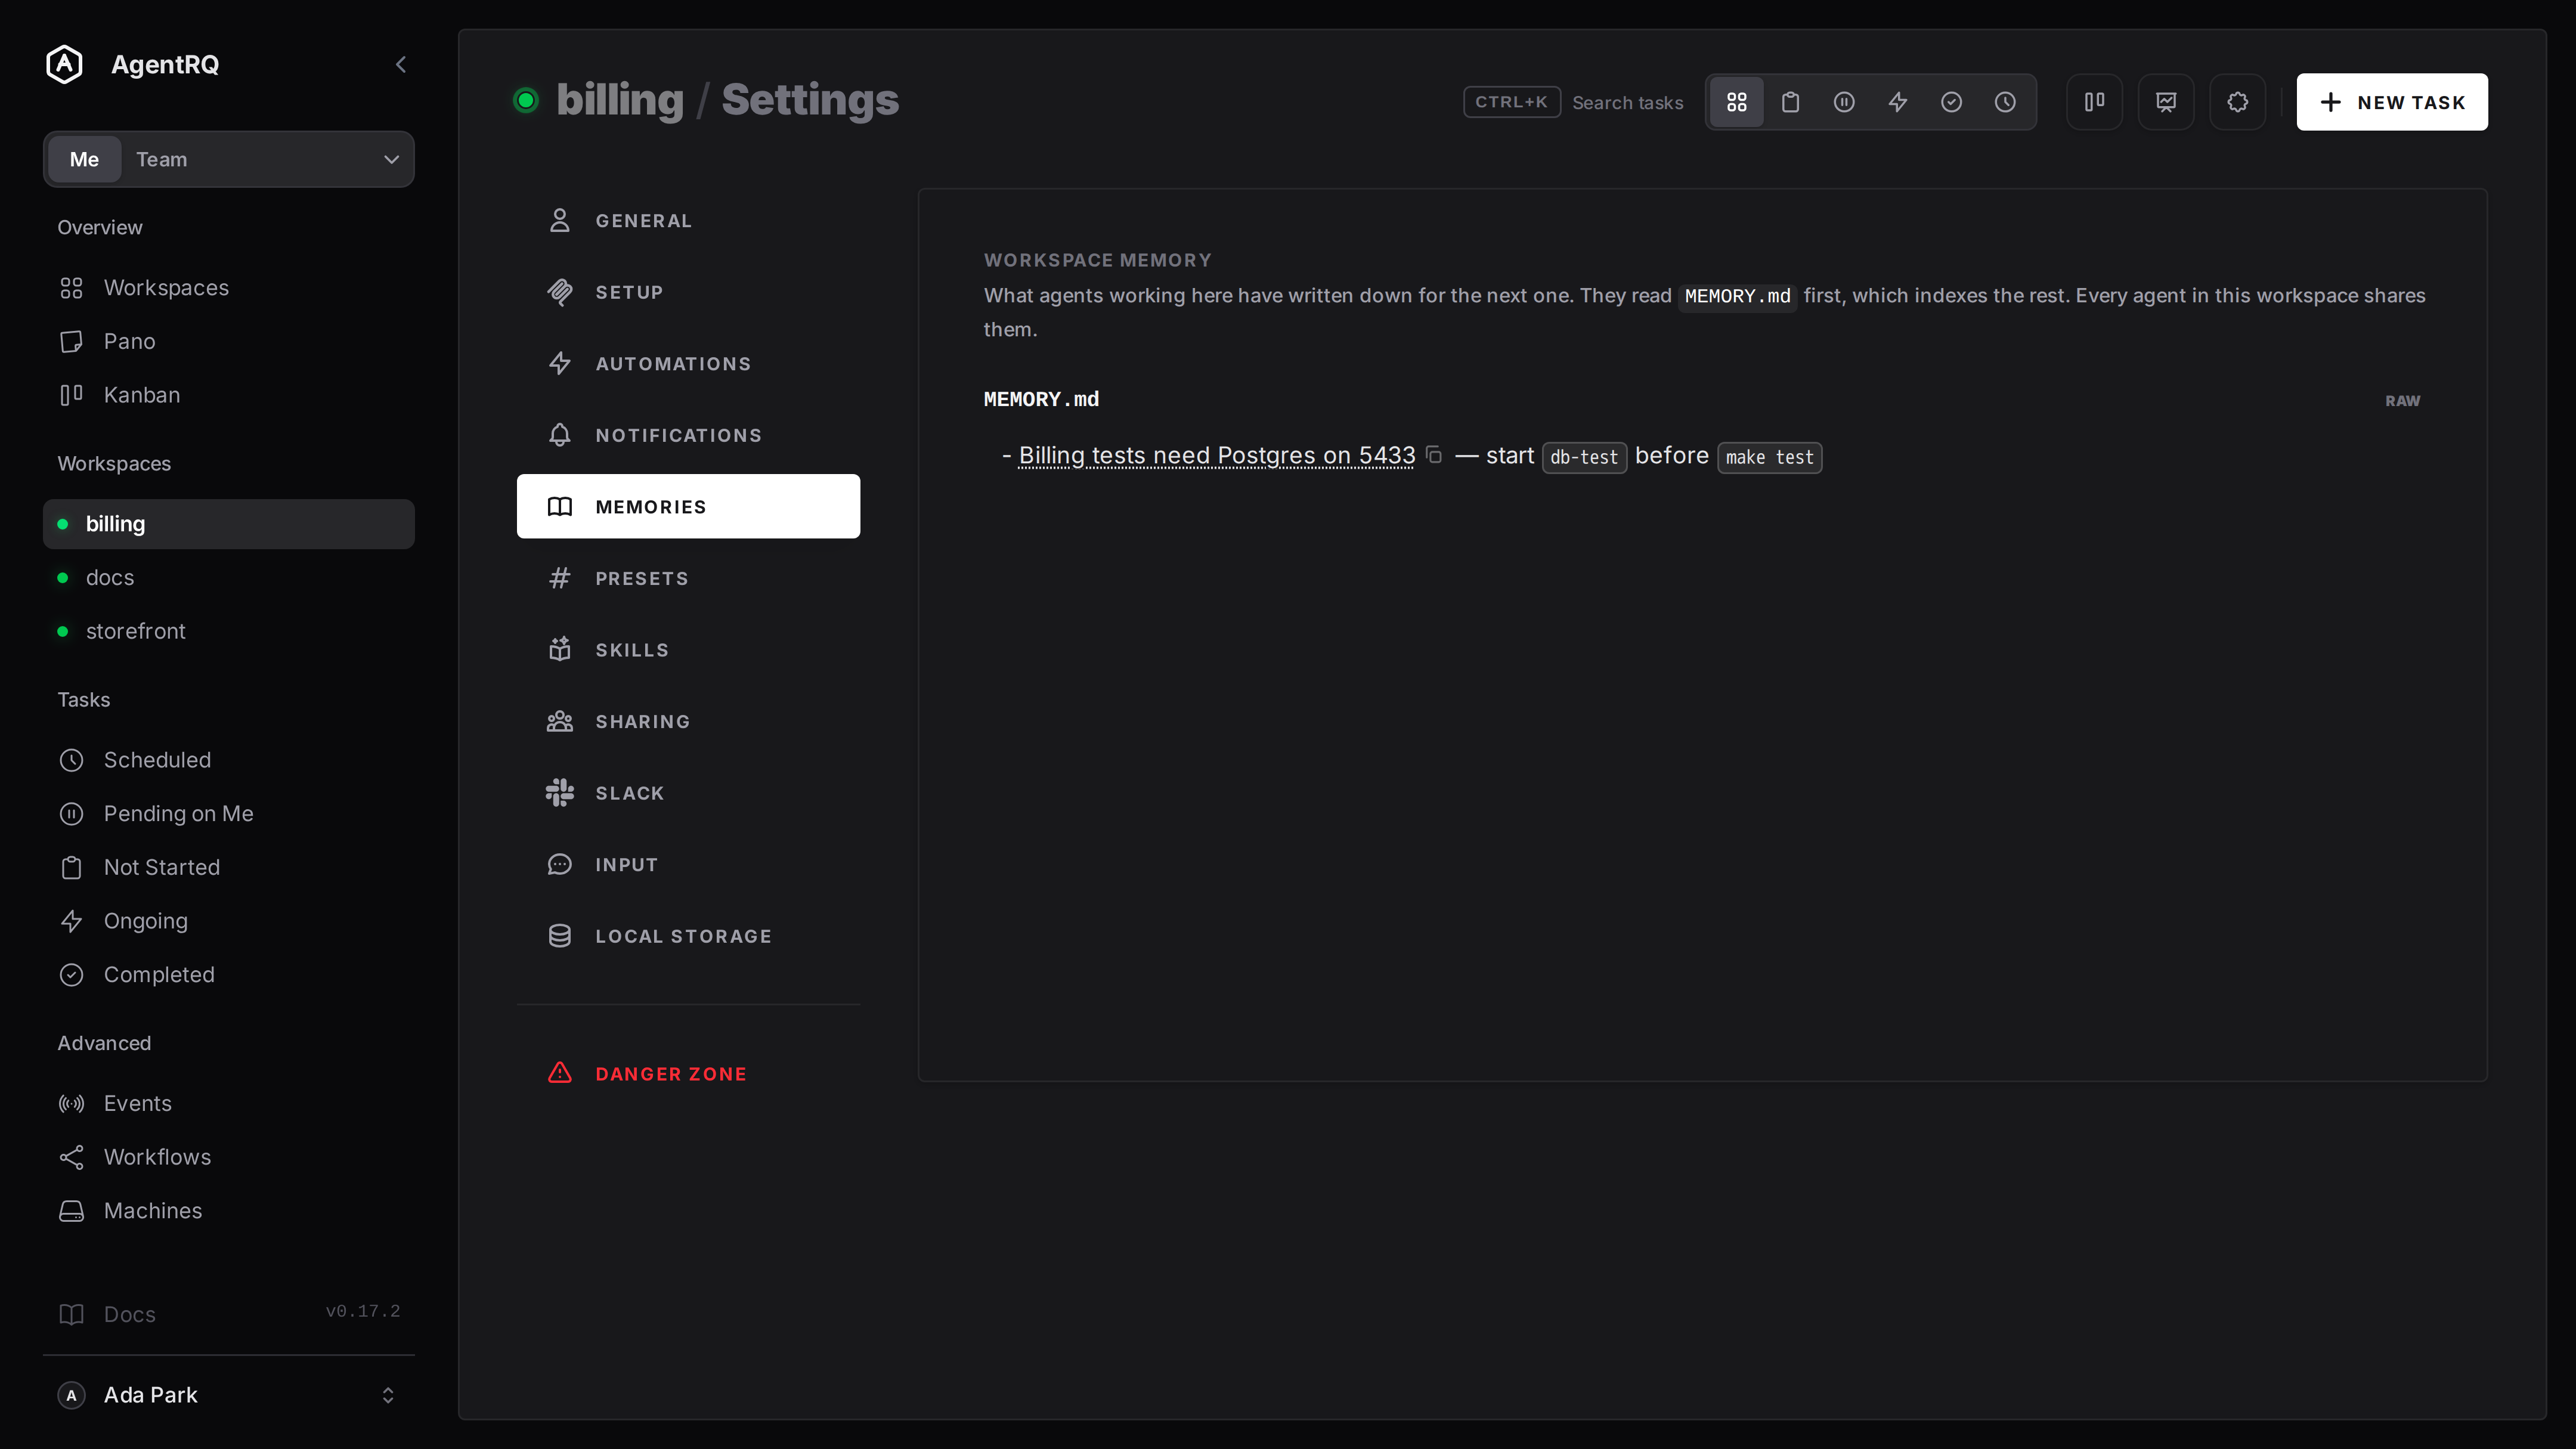 AgentRQ
Me
Team
Overview
Workspaces
Pano
Kanban
Workspaces
billing
docs
storefront
Tasks
Scheduled
Pending on Me
Not Started
Ongoing
Completed
Advanced
Events
Workflows
Machines
Docs
v0.17.2
A
Ada Park
billing / Settings
CTRL+K
Search tasks
NEW TASK
GENERAL
SETUP
AUTOMATIONS
NOTIFICATIONS
MEMORIES
PRESETS
SKILLS
SHARING
SLACK
INPUT
LOCAL STORAGE
DANGER ZONE
WORKSPACE MEMORY
What agents working here have written down for the next one. They read MEMORY.md first, which indexes the rest. Every agent in this workspace shares
them.
MEMORY.md
RAW
- Billing tests need Postgres on 5433 — start db-test before make test